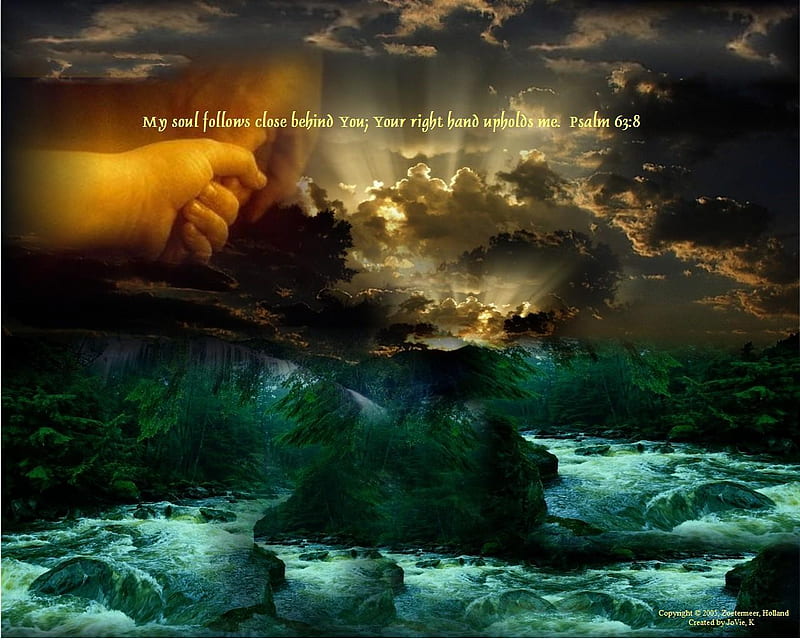 My soul follows close behind You; Your right hand upholds me. Psalm 63:8
Copyright © 2005, Zoetermeer, Holland
Created by JoVie, K